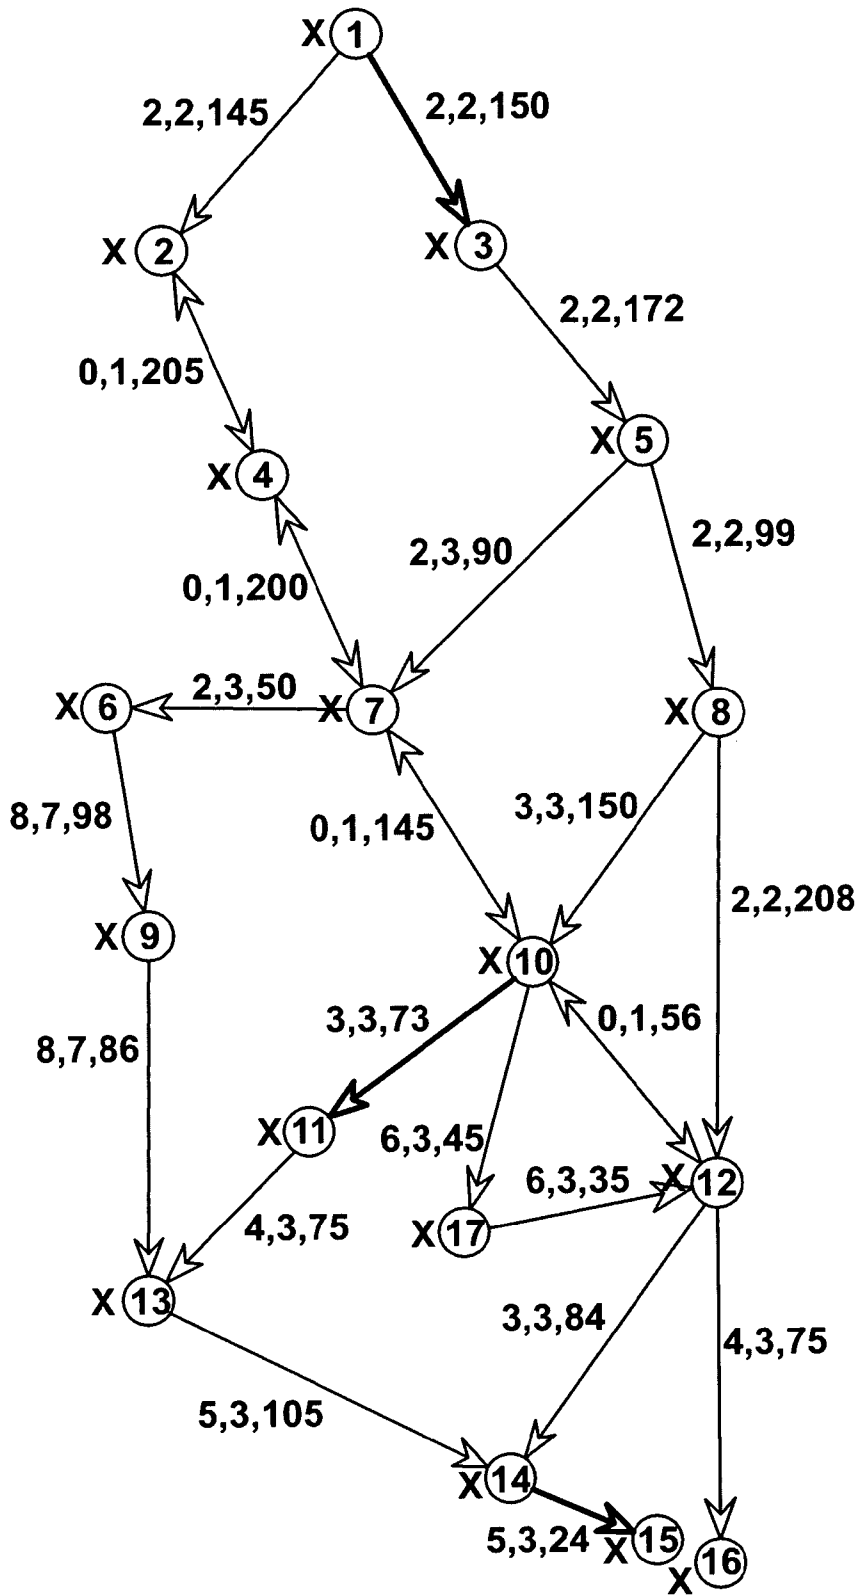 X 1
2,2,145
2,2,150
X 2
X 3
2,2,172
0,1,205
X 5
X 4
2,3,90
2,2,99
0,1,200
2,3,50
X 6
X 7
X 8
8,7,98
0,1,145
3,3,150
2,2,208
X 9
X 10
3,3,73
0,1,56
8,7,86
X 11
6,3,45
6,3,35
X 12
4,3,75
X 17
X 13
3,3,84
4,3,75
5,3,105
X 14
5,3,24
X 15
X 16